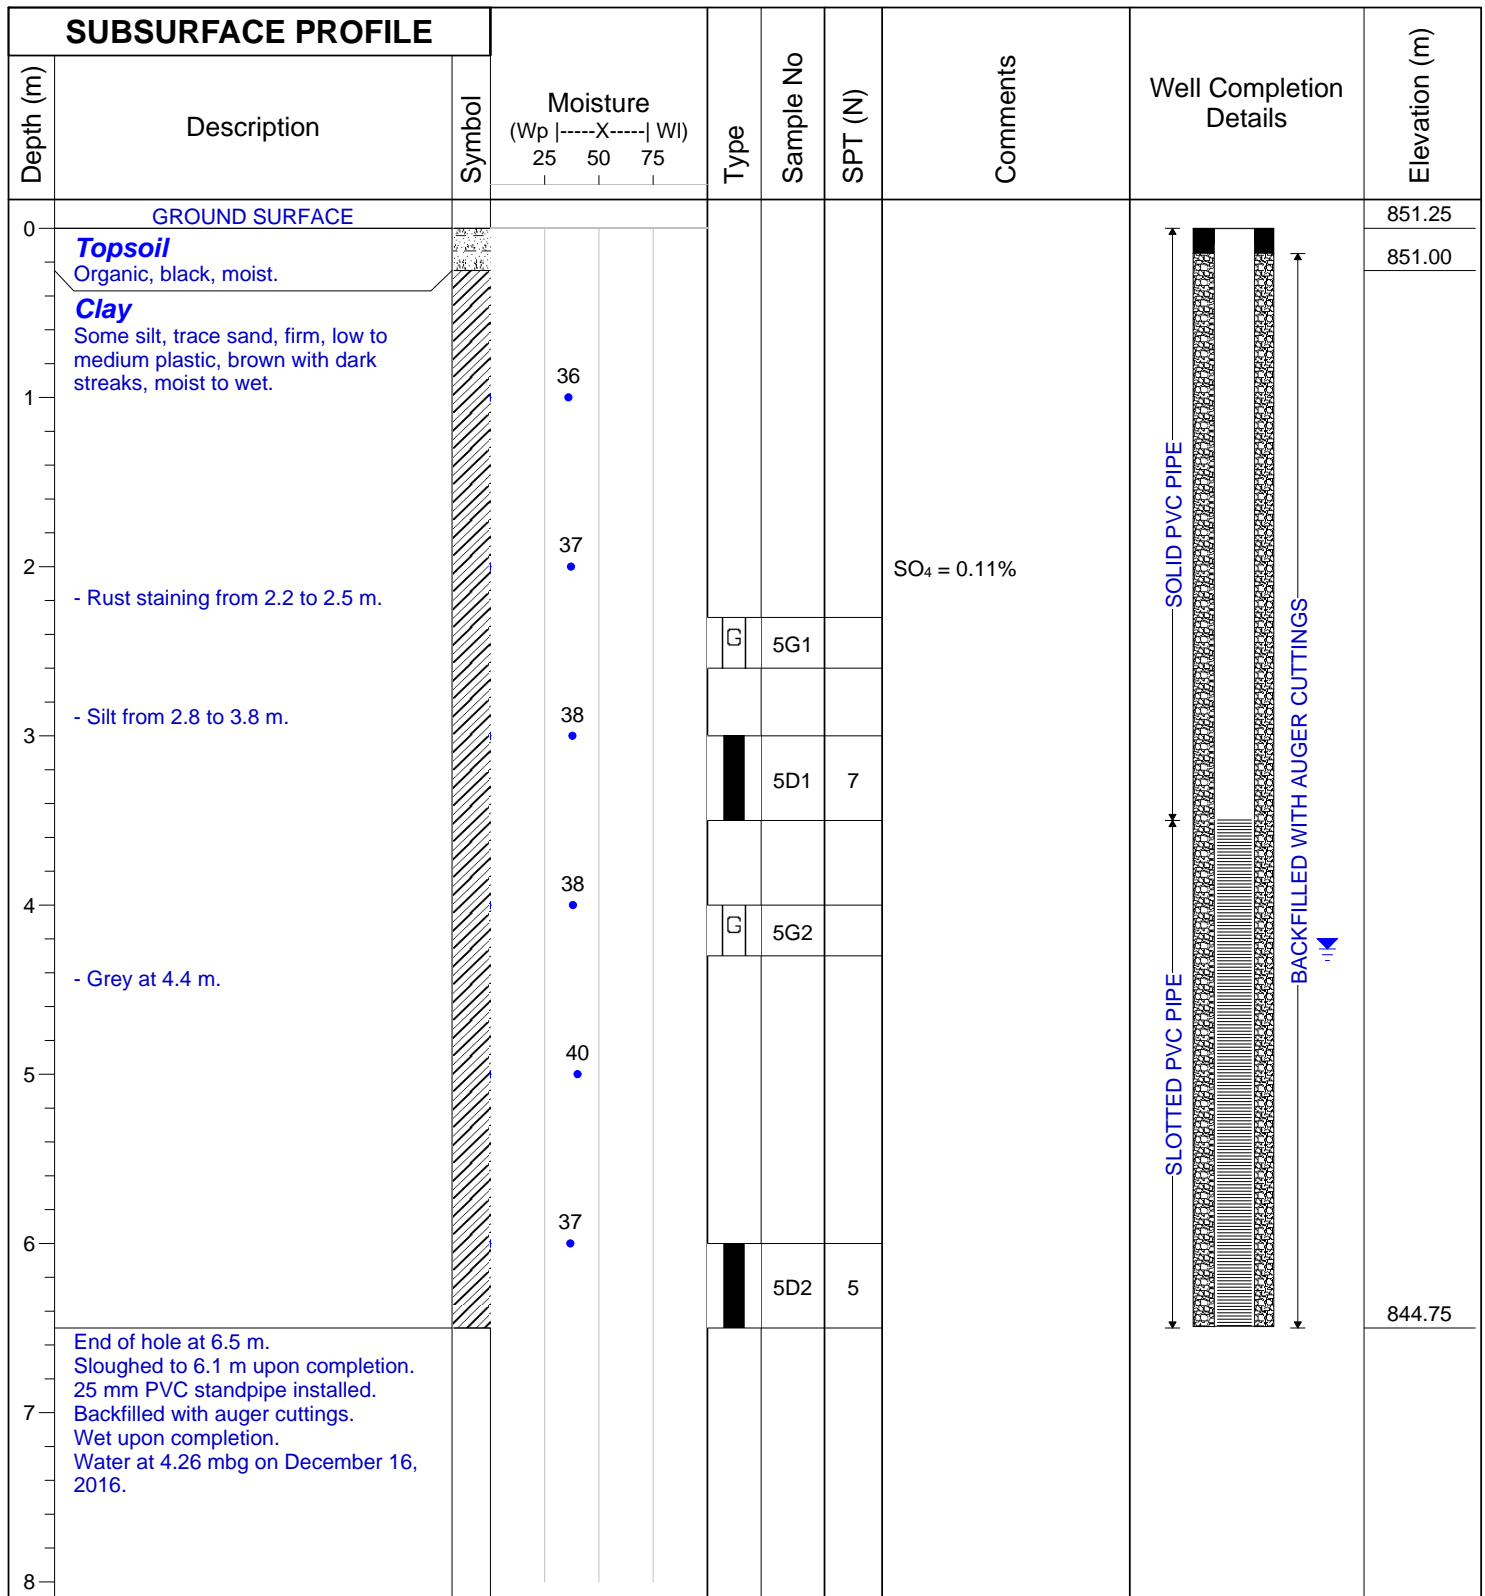 SUBSURFACE PROFILE
Depth (m)
Description
Symbol
Moisture
(Wp |-----X-----| Wl)
25 50 75
Type
Sample No
SPT (N)
Comments
Well Completion
Details
Elevation (m)
GROUND SURFACE
851.25
0
Topsoil
Organic, black, moist.
851.00
Clay
Some silt, trace sand, firm, low to
medium plastic, brown with dark
streaks, moist to wet.
36
1
37
2
SO₄ = 0.11%
- Rust staining from 2.2 to 2.5 m.
G 5G1
- Silt from 2.8 to 3.8 m.
38
3
5D1 7
38
4
G 5G2
- Grey at 4.4 m.
40
5
37
6
5D2 5
SOLID PVC PIPE
SLOTTED PVC PIPE
BACKFILLED WITH AUGER CUTTINGS
844.75
End of hole at 6.5 m.
Sloughed to 6.1 m upon completion.
25 mm PVC standpipe installed.
7
Backfilled with auger cuttings.
Wet upon completion.
Water at 4.26 mbg on December 16,
2016.
8